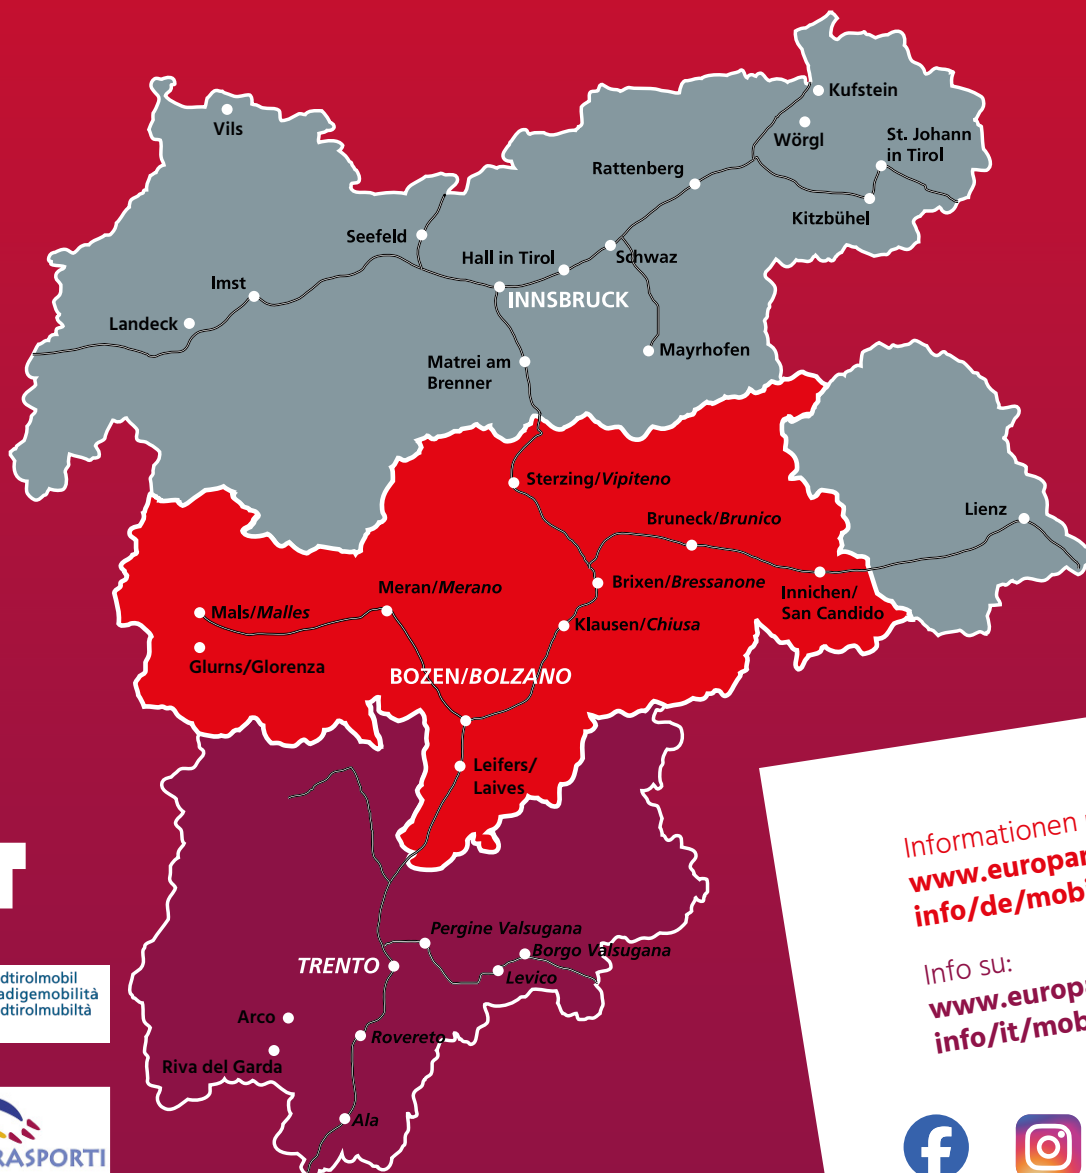 Kufstein
Vils
Wörgl
St. Johann
in Tirol
Rattenberg
Kitzbühel
Seefeld
Hall in Tirol
Schwaz
Imst
INNSBRUCK
Landeck
Matrei am
Brenner
Mayrhofen
Sterzing/Vipiteno
Lienz
Bruneck/Brunico
Meran/Merano
Brixen/Bressanone
Innichen/
San Candido
Mals/Malles
Klausen/Chiusa
Glurns/Glorenza
BOZEN/BOLZANO
Leifers/
Laives
Pergine Valsugana
Borgo Valsugana
TRENTO
Levico
Arco
Rovereto
Riva del Garda
Ala
T
dtirolmobil
adigemobilità
dtirolmubiltà
RASPORTI
Informationen
www.europa
info/de/mob
Info su:
www.europ
info/it/mob